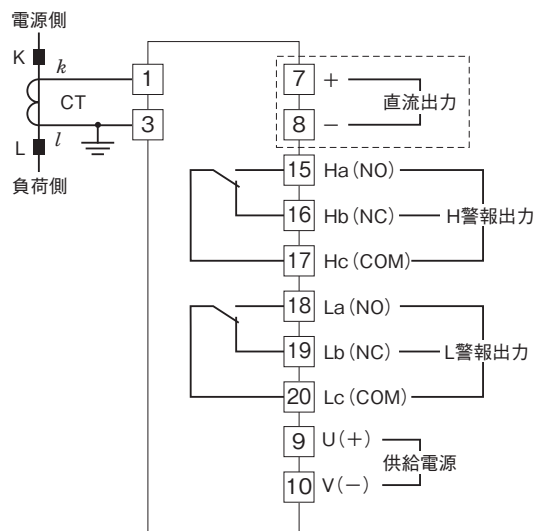 電源側
K
k
CT
l
L
負荷側
1
3
7 +
8 −
直流出力
15 Ha(NO)
16 Hb(NC)
17 Hc(COM)
H警報出力
18 La(NO)
19 Lb(NC)
20 Lc(COM)
L警報出力
9 U(+)
10 V(−)
供給電源